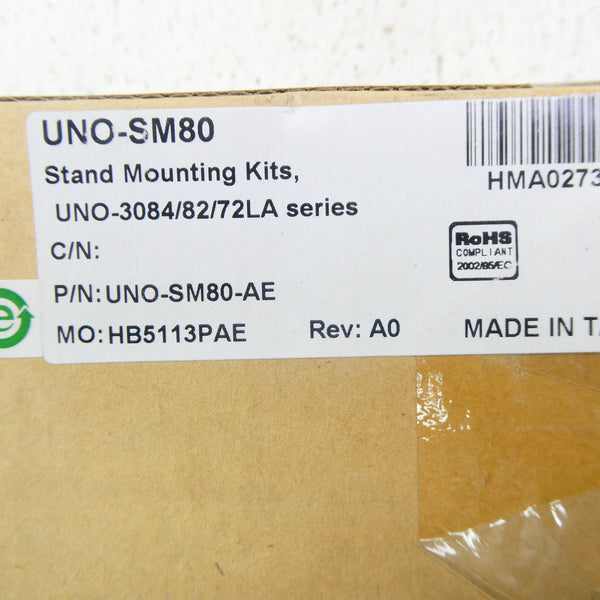 UNO-SM80
Stand Mounting Kits,
UNO-3084/82/72LA series
C/N:
P/N: UNO-SM80-AE
MO: HB5113PAE Rev: A0 MADE IN TA
HMA0273
RoHS
COMPLIANT
2002/95/EC
e